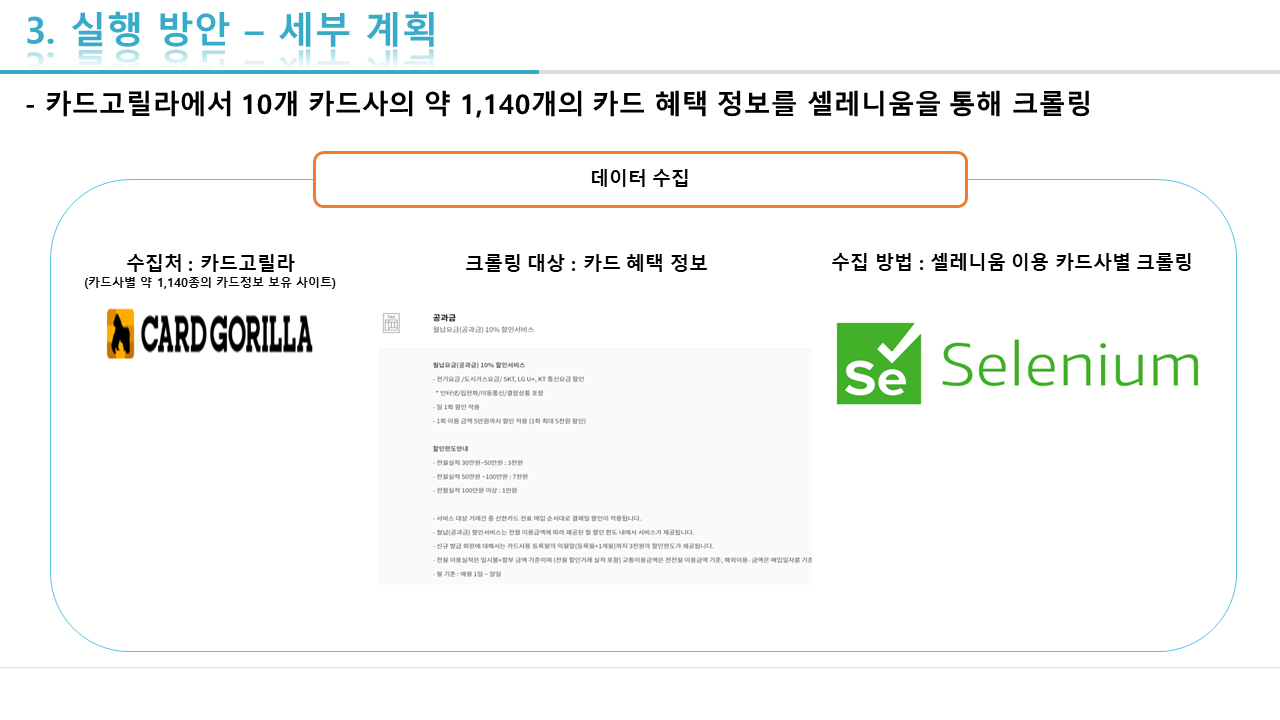 3. 실행 방안 – 세부 계획
- 카드고릴라에서 10개 카드사의 약 1,140개의 카드 혜택 정보를 셀레니움을 통해 크롤링
데이터 수집
수집처 : 카드고릴라
(카드사별 약 1,140종의 카드정보 보유 사이트)
CARD GORILLA
크롤링 대상 : 카드 혜택 정보
공과금
월납요금(공과금) 10% 할인서비스
월납요금(공과금) 10% 할인서비스
- 전기요금 /도시가스요금/ SKT, LG U+, KT 통신요금 할인
* 인터넷/집전화/이동통신/결합상품 포함
- 일 1회 할인 적용
- 1회 이용 금액 5만원까지 할인 적용 (1회 최대 5천원 할인)
할인한도안내
- 전월실적 30만원~50만원 : 3천원
- 전월실적 50만원 ~100만원 : 7천원
- 전월실적 100만원 이상 : 1만원
- 서비스 대상 거래건 중 신한카드 전표 매입 순서대로 결제일 할인이 적용됩니다.
- 월납(공과금) 할인서비스는 전월 이용금액에 따라 제공된 월 할인 한도 내에서 서비스가 제공됩니다.
- 신규 발급 회원에 대해서는 카드사용 등록월의 익월말(등록월+1개월)까지 3천원의 할인한도가 제공됩니다.
- 전월 이용실적은 일시불+할부 금액 기준이며 (전월 할인거래 실적 포함) 교통이용금액은 전전월 이용금액 기준, 해외이용- 금액은 매입일자를 기준
- 월 기준 : 매월 1일 ~ 말일
수집 방법 : 셀레니움 이용 카드사별 크롤링
Se Selenium